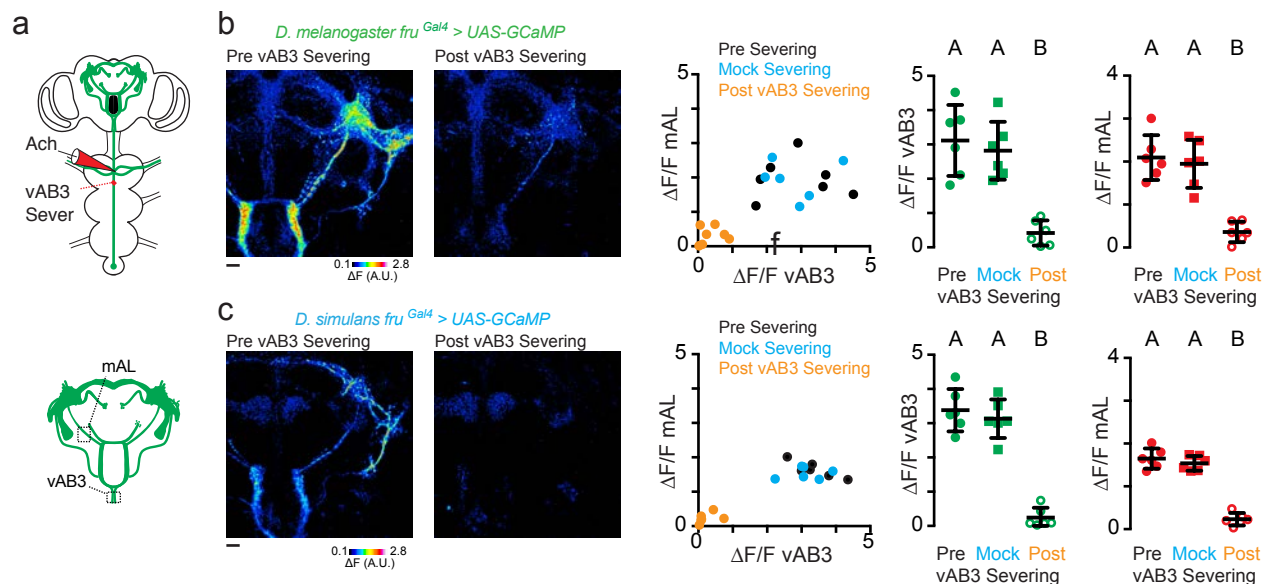 a
Ach
vAB3
Sever
mAL
vAB3
b
D. melanogaster fru Gal4 > UAS-GCaMP
Pre vAB3 Severing
Post vAB3 Severing
0.1 2.8
ΔF (A.U.)
5
ΔF/F mAL
0
0
5
ΔF/F vAB3
f
Pre Severing
Mock Severing
Post vAB3 Severing
A A B
5
ΔF/F vAB3
0
Pre Mock Post
vAB3 Severing
A A B
4
ΔF/F mAL
0
Pre Mock Post
vAB3 Severing
c
D. simulans fru Gal4 > UAS-GCaMP
Pre vAB3 Severing
Post vAB3 Severing
0.1 2.8
ΔF (A.U.)
Pre Severing
Mock Severing
Post vAB3 Severing
5
ΔF/F mAL
0
0
5
ΔF/F vAB3
A A B
5
ΔF/F vAB3
0
Pre Mock Post
vAB3 Severing
A A B
4
ΔF/F mAL
0
Pre Mock Post
vAB3 Severing